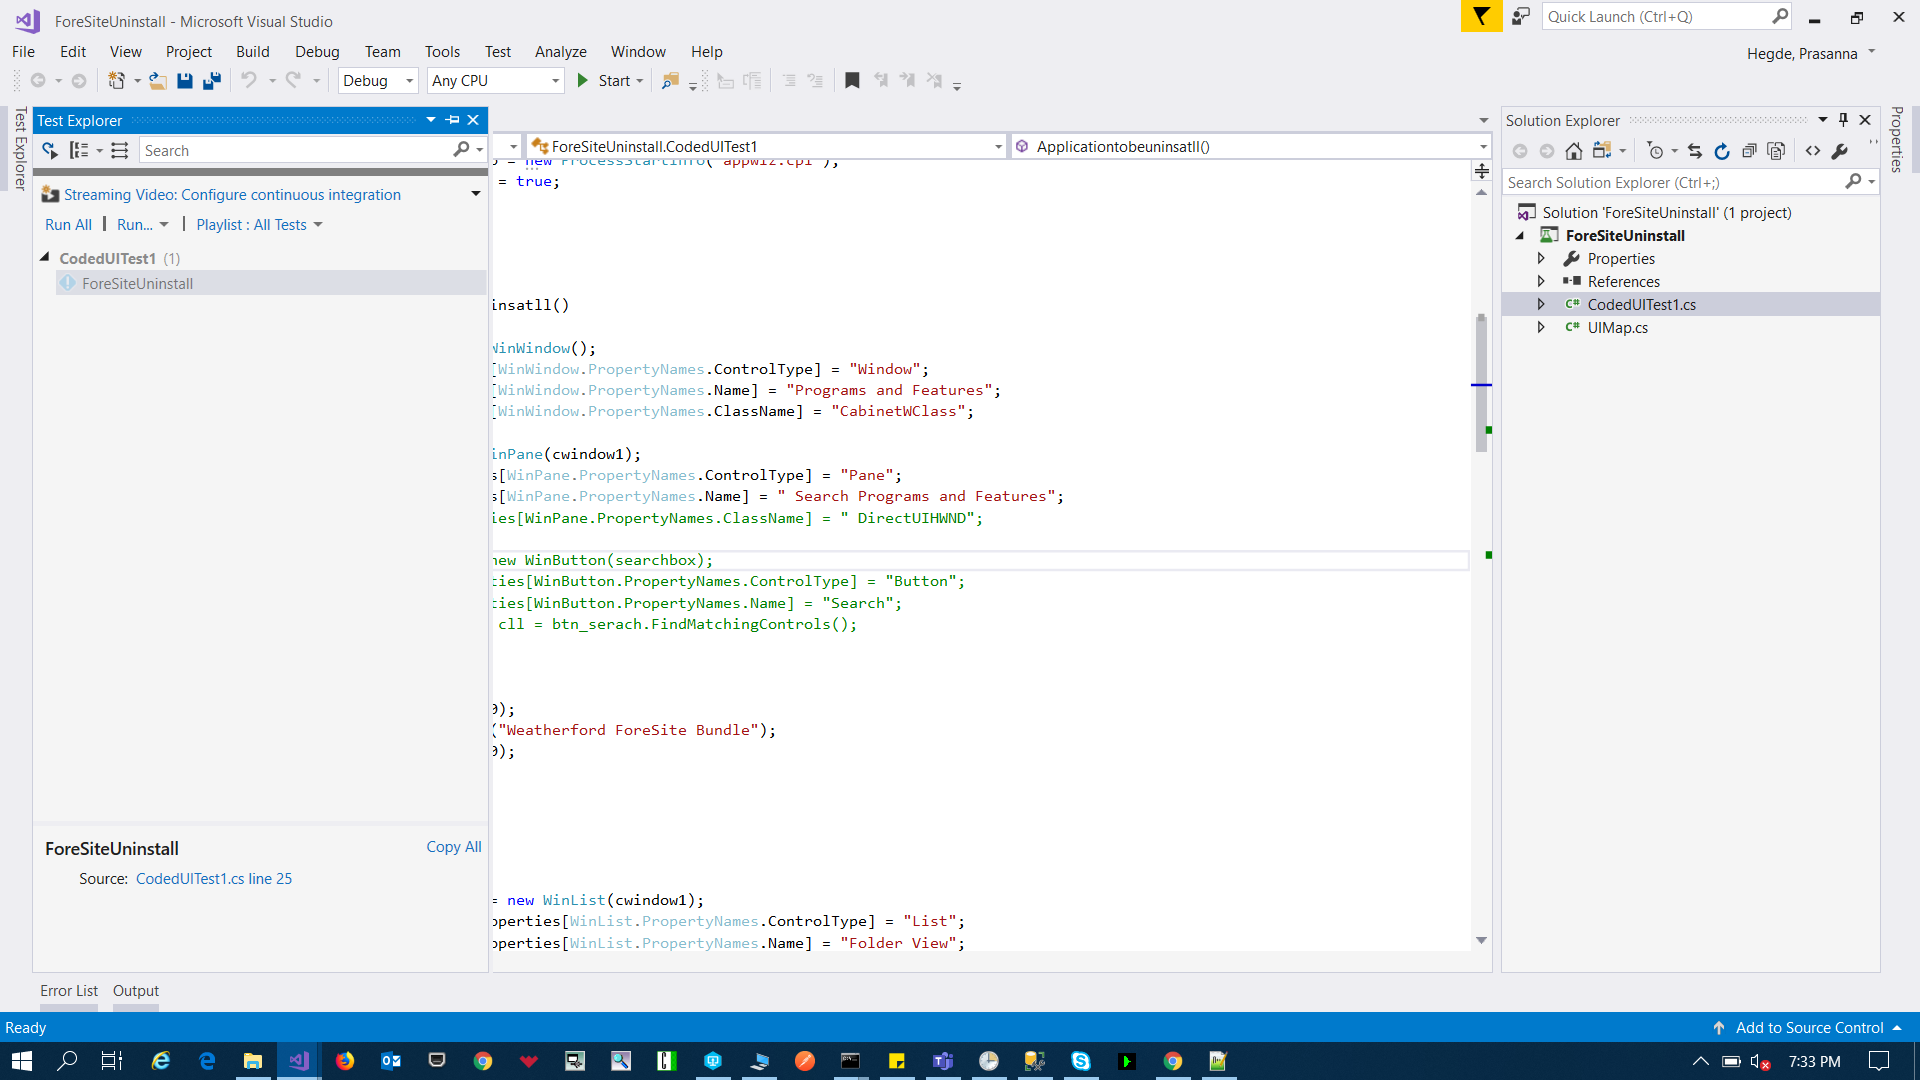 ForeSiteUninstall - Microsoft Visual Studio
Quick Launch (Ctrl+Q)
File Edit View Project Build Debug Team Tools Test Analyze Window Help
Hegde, Prasanna
Debug Any CPU Start
Test Explorer
Test Explorer
Search
Streaming Video: Configure continuous integration
Run All Run... Playlist : All Tests
CodedUITest1 (1)
ForeSiteUninstall
ForeSiteUninstall
Copy All
Source: CodedUITest1.cs line 25
ForeSiteUninstall.CodedUITest1
Applicationtobeuninsatll()
= new ProcessStartInfo("appwiz.cpl");
= true;
insatll()
WinWindow();
[WinWindow.PropertyNames.ControlType] = "Window";
[WinWindow.PropertyNames.Name] = "Programs and Features";
[WinWindow.PropertyNames.ClassName] = "CabinetWClass";
inPane(cwindow1);
s[WinPane.PropertyNames.ControlType] = "Pane";
s[WinPane.PropertyNames.Name] = " Search Programs and Features";
ies[WinPane.PropertyNames.ClassName] = " DirectUIHWND";
new WinButton(searchbox);
ties[WinButton.PropertyNames.ControlType] = "Button";
ties[WinButton.PropertyNames.Name] = "Search";
cll = btn_serach.FindMatchingControls();
0);
("Weatherford ForeSite Bundle");
0);
= new WinList(cwindow1);
operties[WinList.PropertyNames.ControlType] = "List";
operties[WinList.PropertyNames.Name] = "Folder View";
Solution Explorer
Search Solution Explorer (Ctrl+;)
Solution 'ForeSiteUninstall' (1 project)
ForeSiteUninstall
Properties
References
C# CodedUITest1.cs
C# UIMap.cs
Properties
Error List Output
Ready
Add to Source Control
7:33 PM